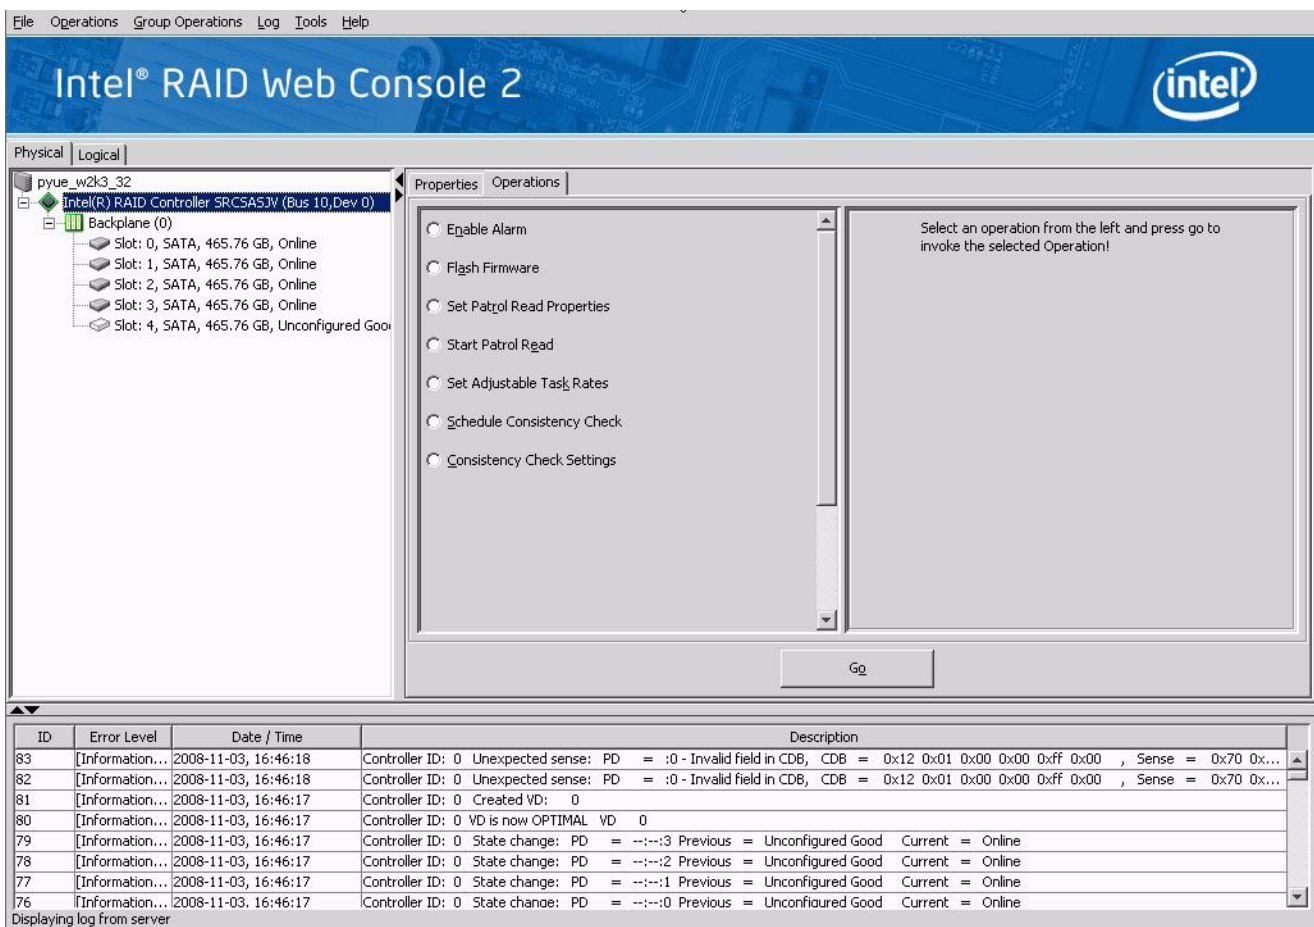 File Operations Group Operations Log Tools Help
Intel® RAID Web Console 2
intel
Physical Logical
pyue_w2k3_32
Intel(R) RAID Controller SRCSASJV (Bus 10,Dev 0)
Backplane (0)
Slot: 0, SATA, 465.76 GB, Online
Slot: 1, SATA, 465.76 GB, Online
Slot: 2, SATA, 465.76 GB, Online
Slot: 3, SATA, 465.76 GB, Online
Slot: 4, SATA, 465.76 GB, Unconfigured Goo
Properties Operations
Enable Alarm
Flash Firmware
Set Patrol Read Properties
Start Patrol Read
Set Adjustable Task Rates
Schedule Consistency Check
Consistency Check Settings
Select an operation from the left and press go to
invoke the selected Operation!
Go
ID Error Level Date / Time Description
83 [Information... 2008-11-03, 16:46:18 Controller ID: 0 Unexpected sense: PD = :0 - Invalid field in CDB, CDB = 0x12 0x01 0x00 0x00 0xff 0x00 , Sense = 0x70 0x...
82 [Information... 2008-11-03, 16:46:18 Controller ID: 0 Unexpected sense: PD = :0 - Invalid field in CDB, CDB = 0x12 0x01 0x00 0x00 0xff 0x00 , Sense = 0x70 0x...
81 [Information... 2008-11-03, 16:46:17 Controller ID: 0 Created VD: 0
80 [Information... 2008-11-03, 16:46:17 Controller ID: 0 VD is now OPTIMAL VD 0
79 [Information... 2008-11-03, 16:46:17 Controller ID: 0 State change: PD = --:--:3 Previous = Unconfigured Good Current = Online
78 [Information... 2008-11-03, 16:46:17 Controller ID: 0 State change: PD = --:--:2 Previous = Unconfigured Good Current = Online
77 [Information... 2008-11-03, 16:46:17 Controller ID: 0 State change: PD = --:--:1 Previous = Unconfigured Good Current = Online
76 [Information... 2008-11-03, 16:46:17 Controller ID: 0 State change: PD = --:--:0 Previous = Unconfigured Good Current = Online
Displaying log from server